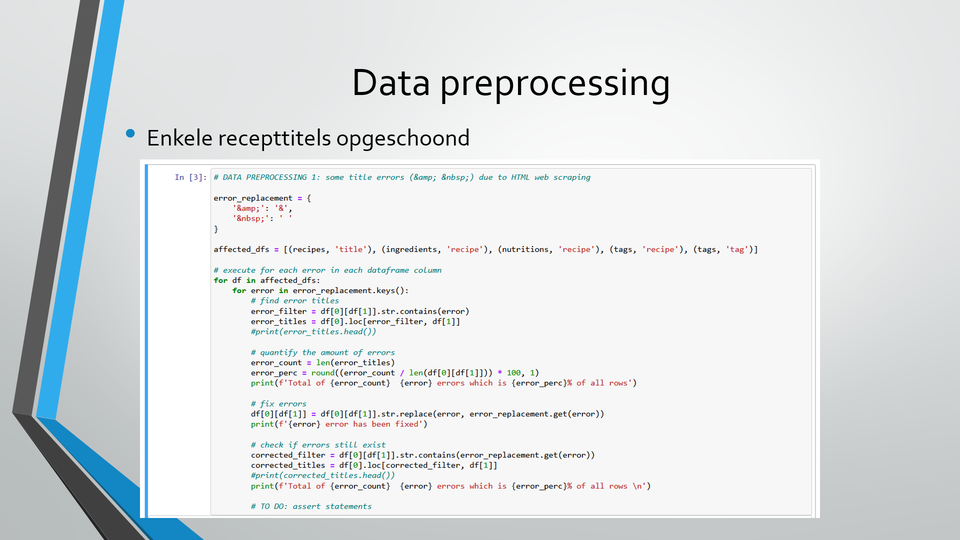 Data preprocessing
Enkele recepttitels opgeschoond
In [3]: # DATA PREPROCESSING 1: some title errors (&amp; &nbsp;) due to HTML web scraping
error_replacement = {
    '&amp;': '&',
    '&nbsp;': ' '
}
affected_dfs = [(recipes, 'title'), (ingredients, 'recipe'), (nutritions, 'recipe'), (tags, 'recipe'), (tags, 'tag')]
# execute for each error in each dataframe column
for df in affected_dfs:
    for error in error_replacement.keys():
        # find error titles
        error_filter = df[0][df[1]].str.contains(error)
        error_titles = df[0].loc[error_filter, df[1]]
        #print(error_titles.head())
        # quantify the amount of errors
        error_count = len(error_titles)
        error_perc = round((error_count / len(df[0][df[1]])) * 100, 1)
        print(f'Total of {error_count}  {error} errors which is {error_perc}% of all rows')
        # fix errors
        df[0][df[1]] = df[0][df[1]].str.replace(error, error_replacement.get(error))
        print(f'{error} error has been fixed')
        # check if errors still exist
        corrected_filter = df[0][df[1]].str.contains(error_replacement.get(error))
        corrected_titles = df[0].loc[corrected_filter, df[1]]
        #print(corrected_titles.head())
        print(f'Total of {error_count}  {error} errors which is {error_perc}% of all rows \n')
        # TO DO: assert statements